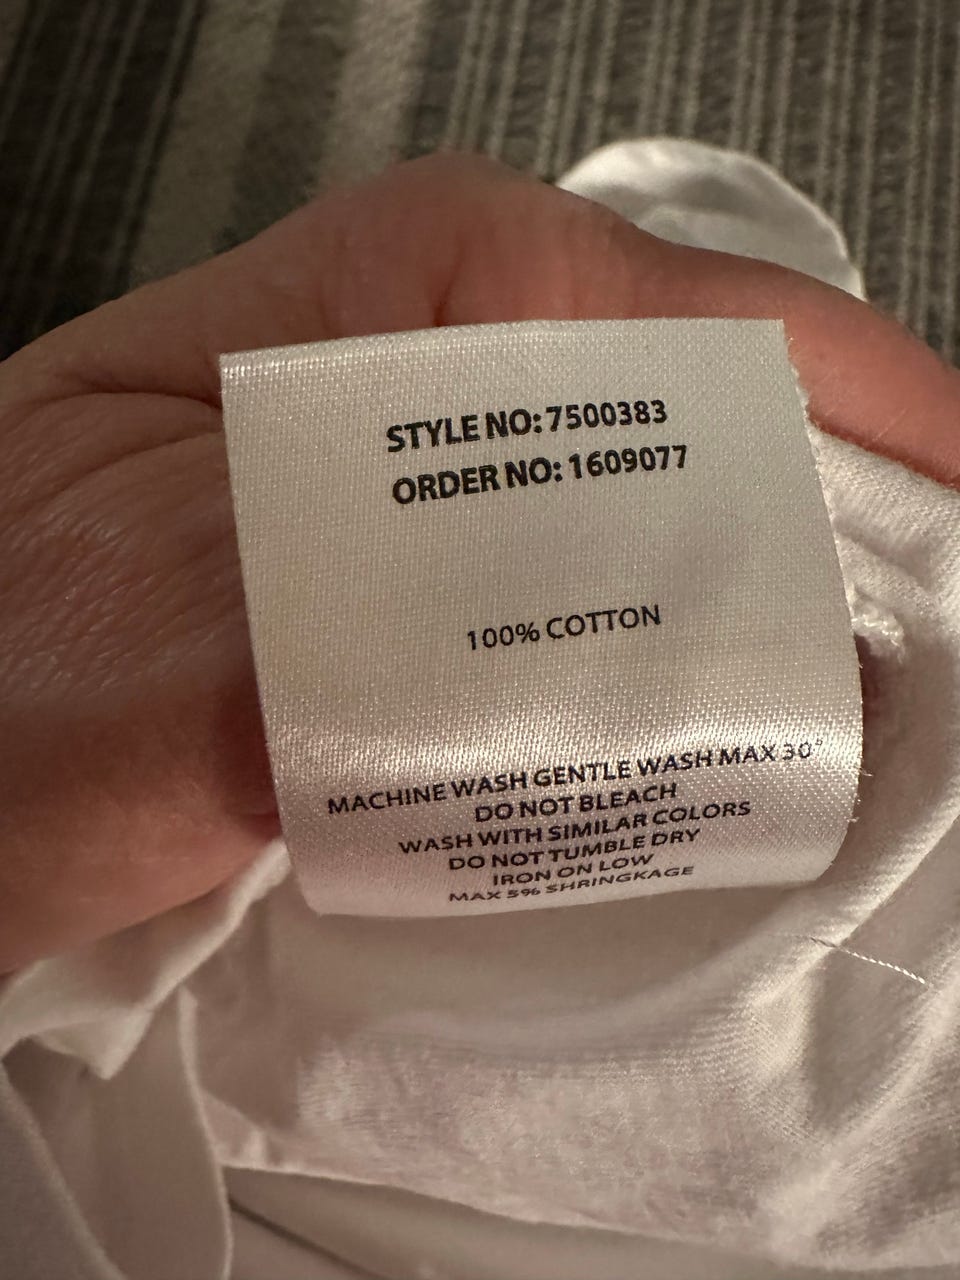 STYLE NO: 7500383
ORDER NO: 1609077
100% COTTON
MACHINE WASH GENTLE WASH MAX 30°
DO NOT BLEACH
WASH WITH SIMILAR COLORS
DO NOT TUMBLE DRY
IRON ON LOW
MAX 5% SHRINGKAGE